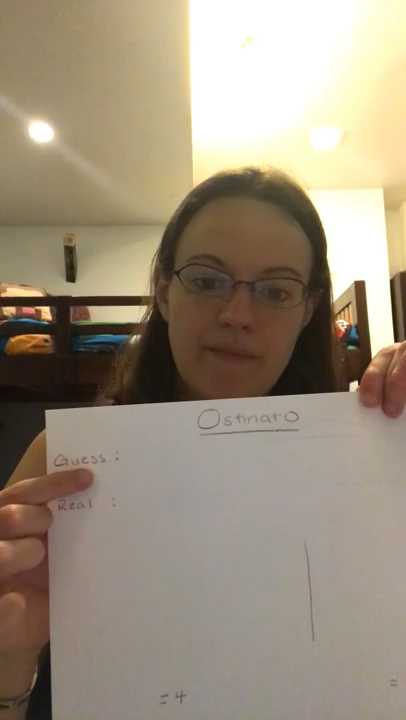 Ostinato
Guess :
Real :
= 4
=